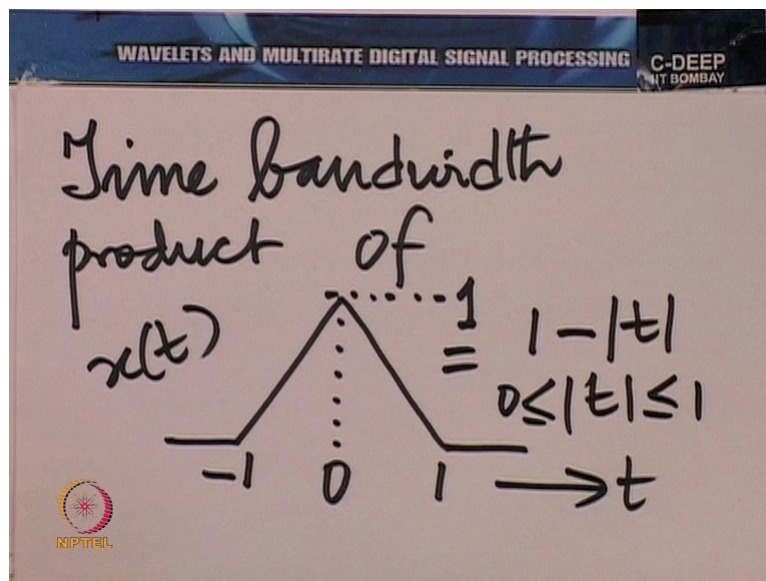 WAVELETS AND MULTIRATE DIGITAL SIGNAL PROCESSING
C-DEEP
IIT BOMBAY
Time bandwidth
product of
x(t)
1
= 1-|t|
0≤|t|≤1
-1 0 1 → t
NPTEL